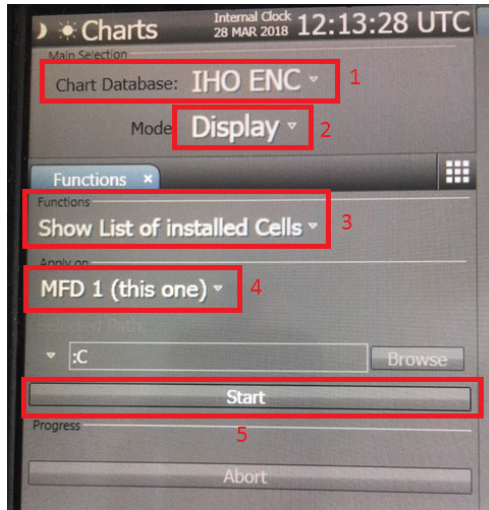 Charts
Internal Clock
28 MAR 2018 12:13:28 UTC
Main Selection
Chart Database: IHO ENC 1
Mode Display 2
Functions ×
Functions
Show List of installed Cells 3
Apply on
MFD 1 (this one) 4
Selected Path:
:C Browse
Start
Progress
5
Abort